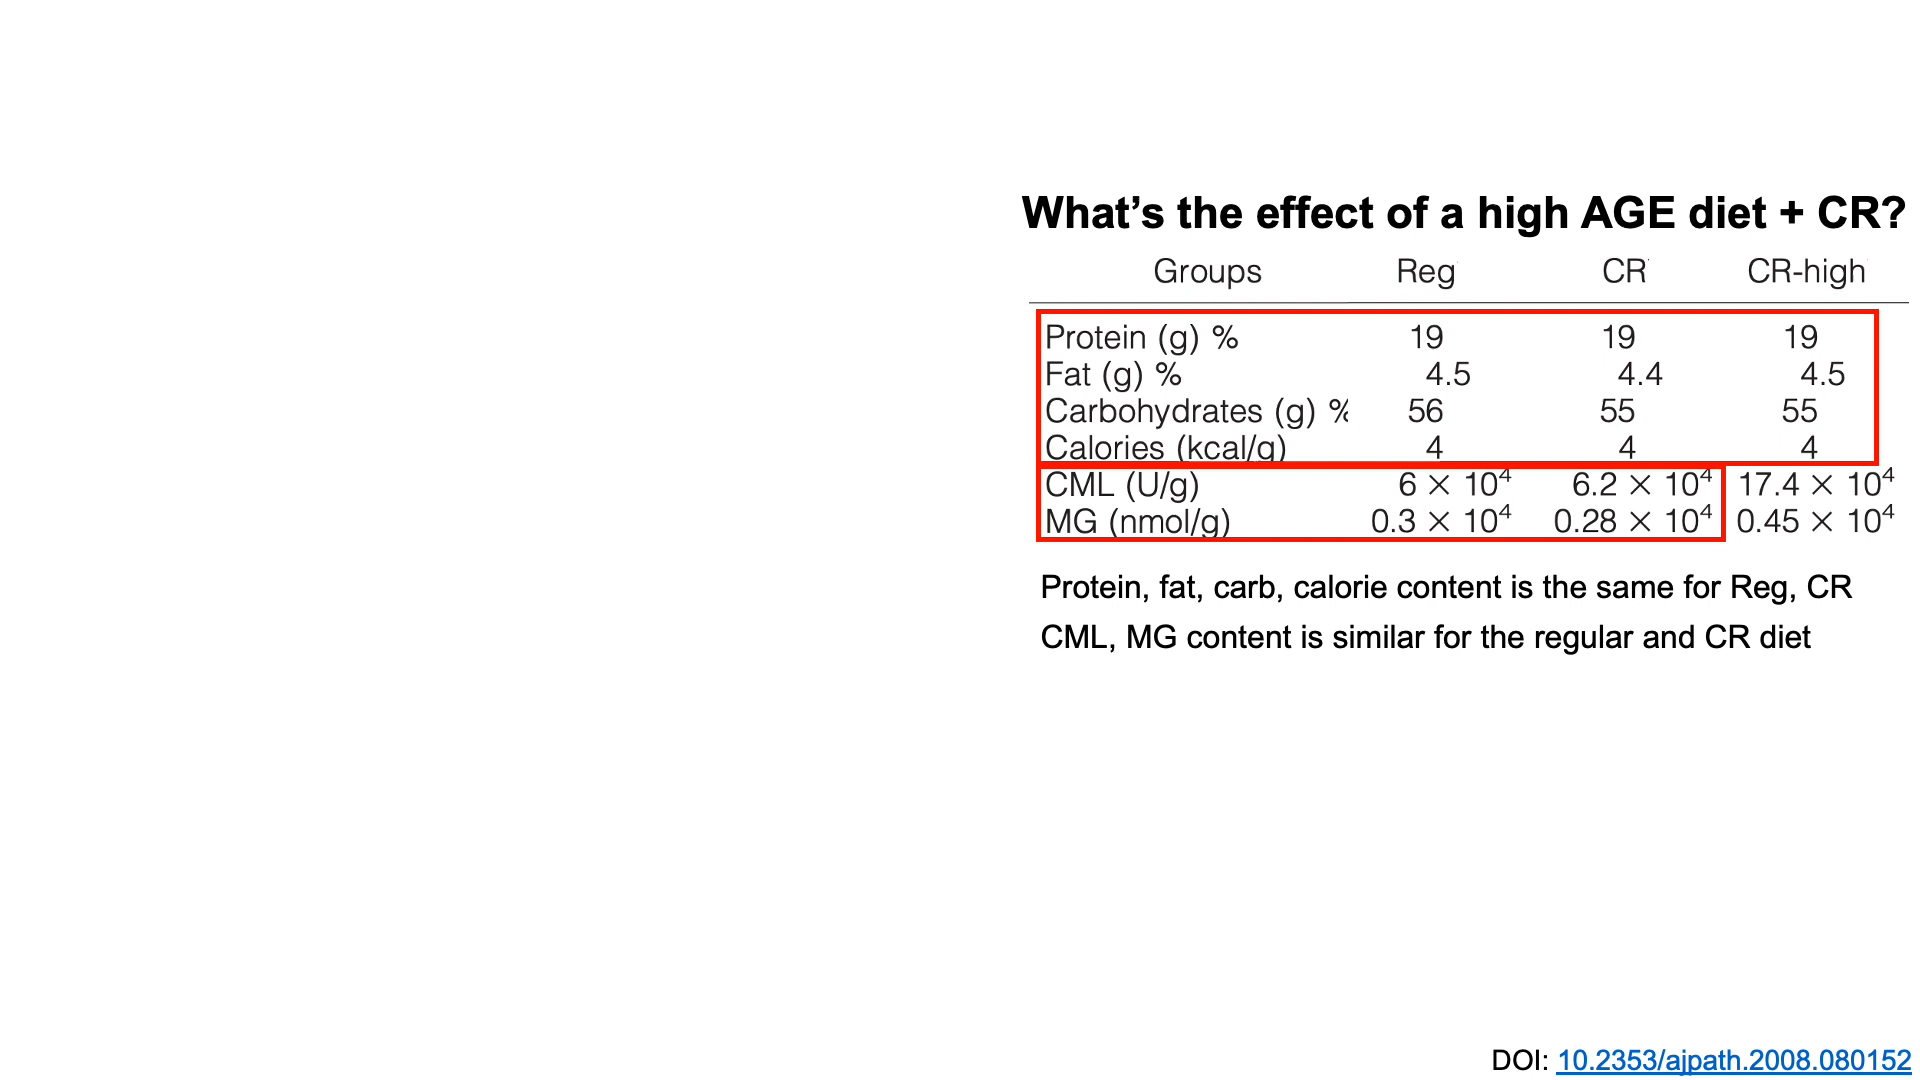 What’s the effect of a high AGE diet + CR?
Groups Reg CR CR-high
Protein (g) % 19 19 19
Fat (g) % 4.5 4.4 4.5
Carbohydrates (g) % 56 55 55
Calories (kcal/g) 4 4 4
CML (U/g) 6 × 10⁴ 6.2 × 10⁴ 17.4 × 10⁴
MG (nmol/g) 0.3 × 10⁴ 0.28 × 10⁴ 0.45 × 10⁴
Protein, fat, carb, calorie content is the same for Reg, CR
CML, MG content is similar for the regular and CR diet
DOI: 10.2353/ajpath.2008.080152